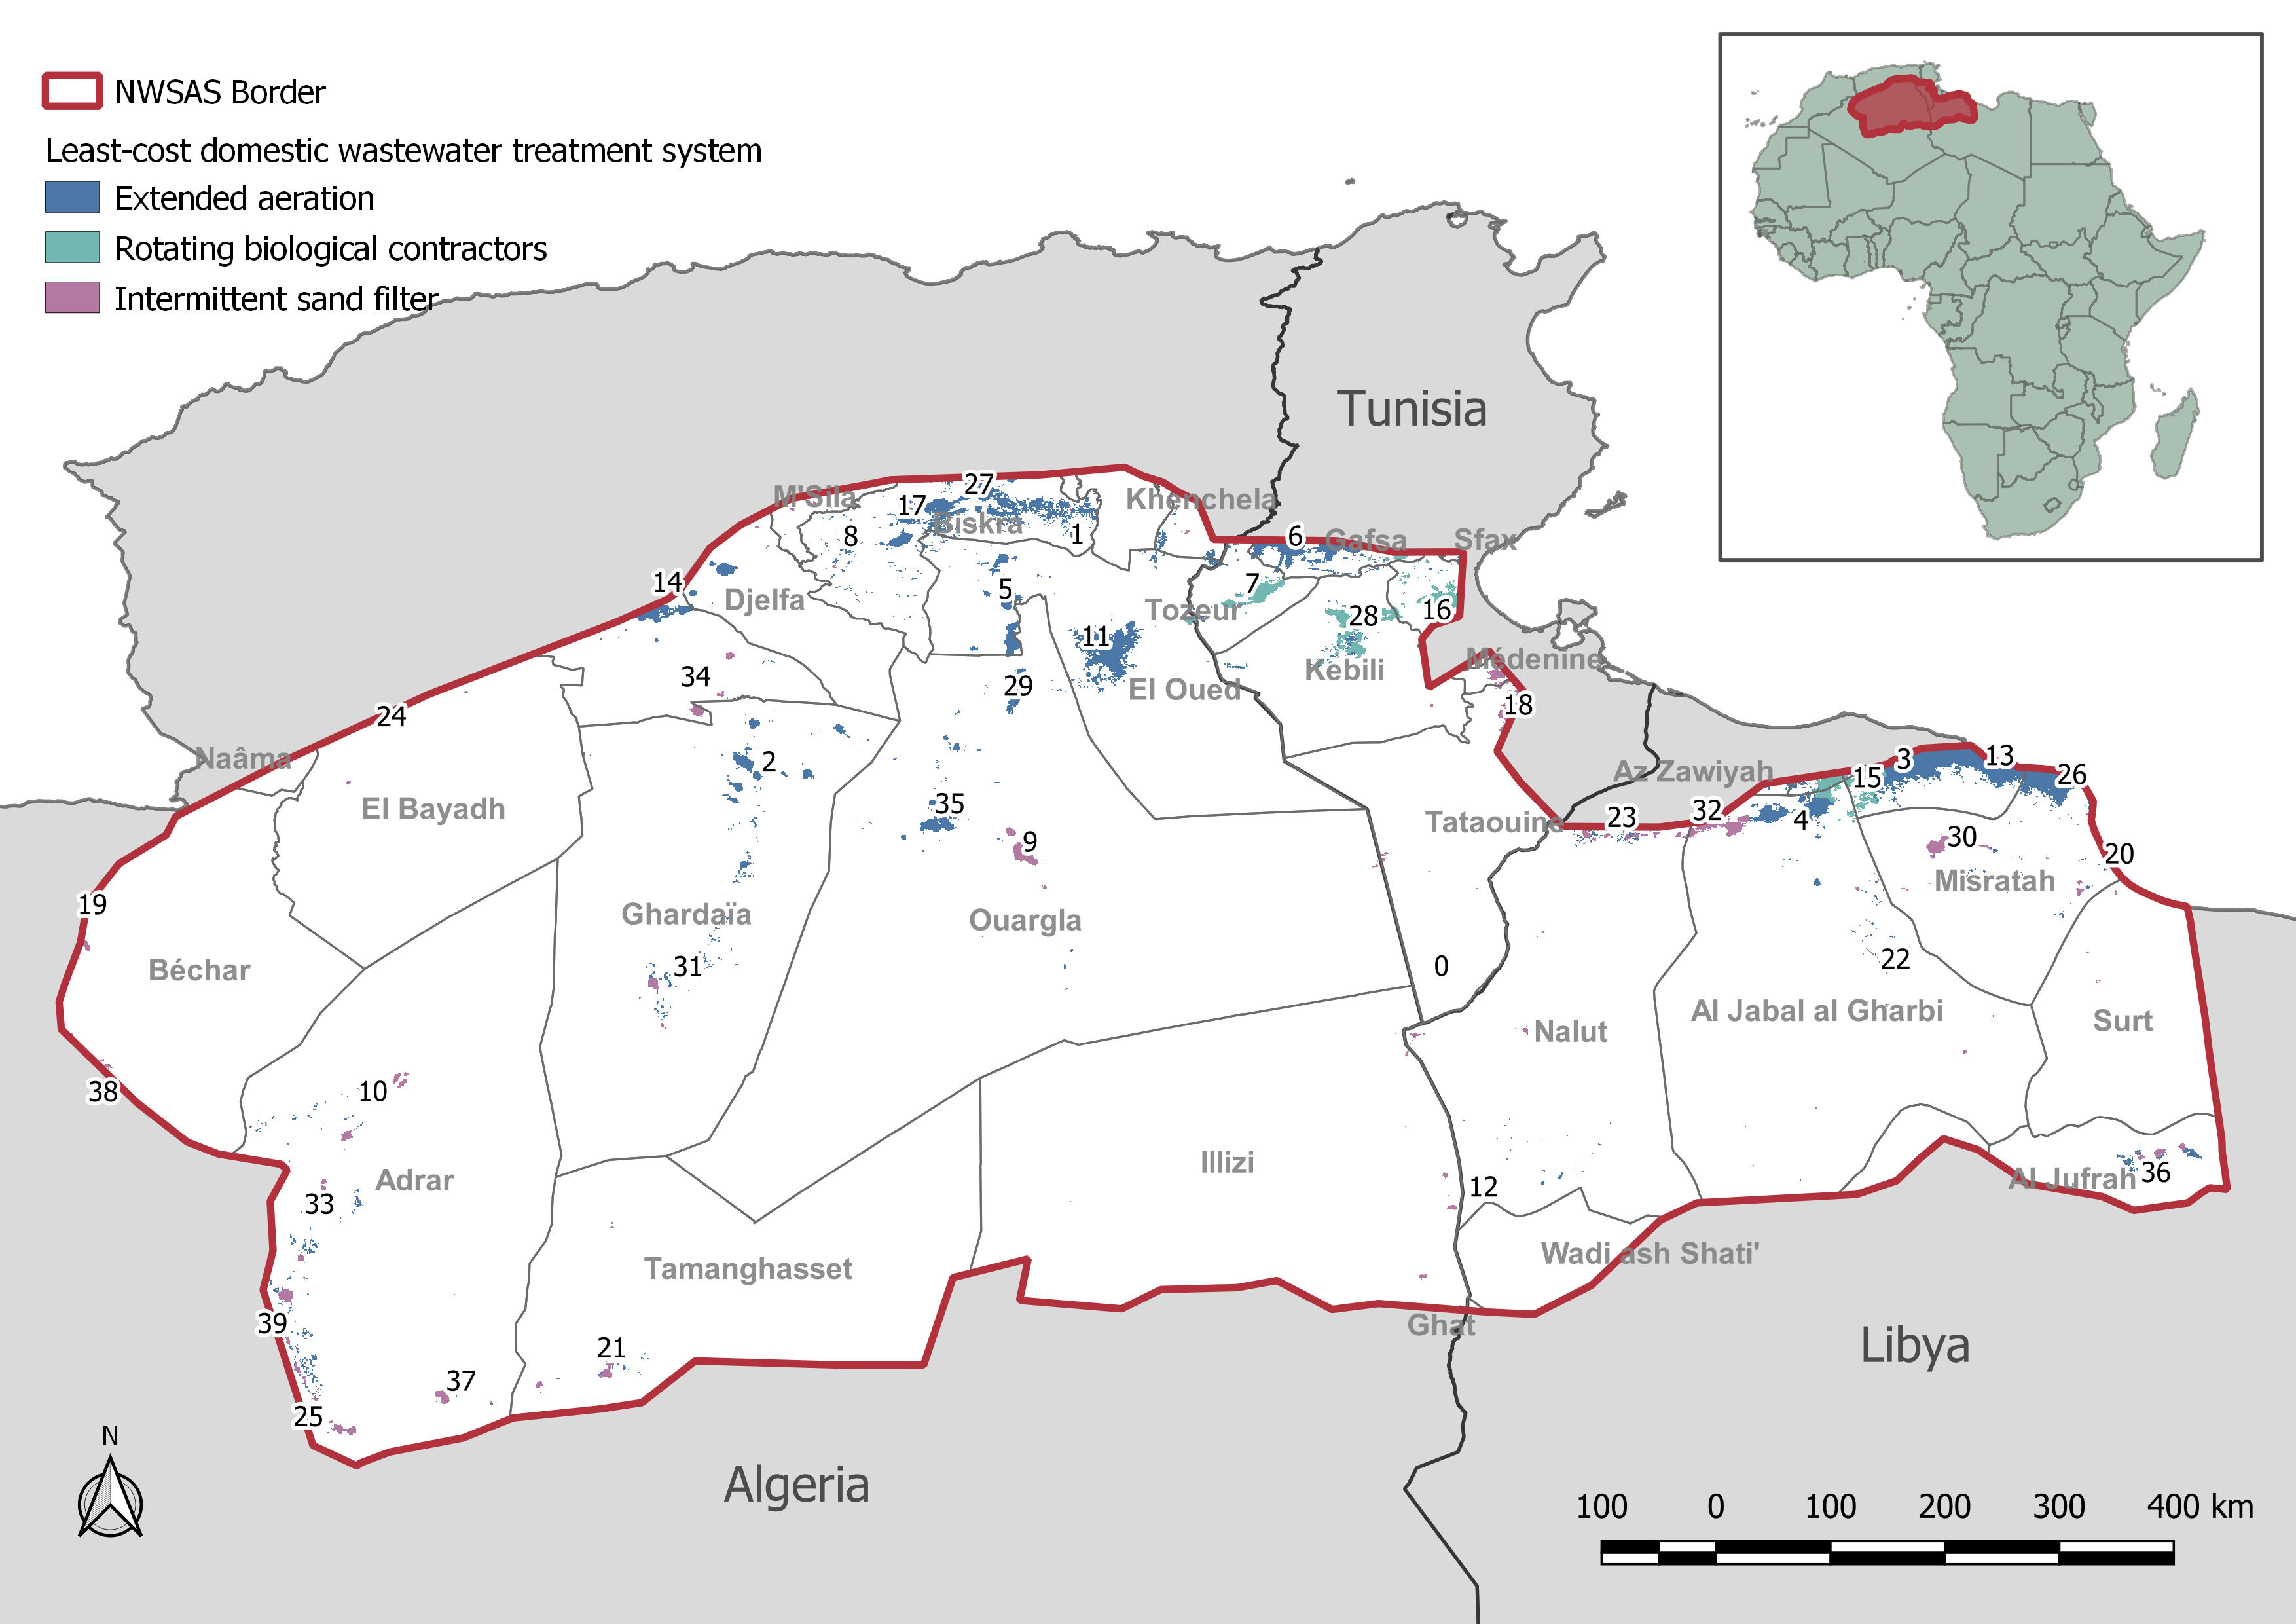 NWSAS Border
Least-cost domestic wastewater treatment system
Extended aeration
Rotating biological contractors
Intermittent sand filter
Tunisia
27
M'Sila
17
Khenchela
Biskra
8
1
6
Gafsa
Sfax
14
5
7
Djelfa
Tozeur
28
16
11
34
29
El Oued
Kebili
Médenine
24
18
Naâma
2
Az Zawiyah
15
3
13
26
El Bayadh
35
Tataouine
23
32
4
9
30
20
19
Misratah
Ghardaïa
Ouargla
Béchar
31
0
22
Al Jabal al Gharbi
Surt
Nalut
38
10
Adrar
Illizi
12
Al Jufrah
36
33
Tamanghasset
Wadi ash Shati'
39
Ghat
21
Libya
37
25
N
Algeria
100 0 100 200 300 400 km